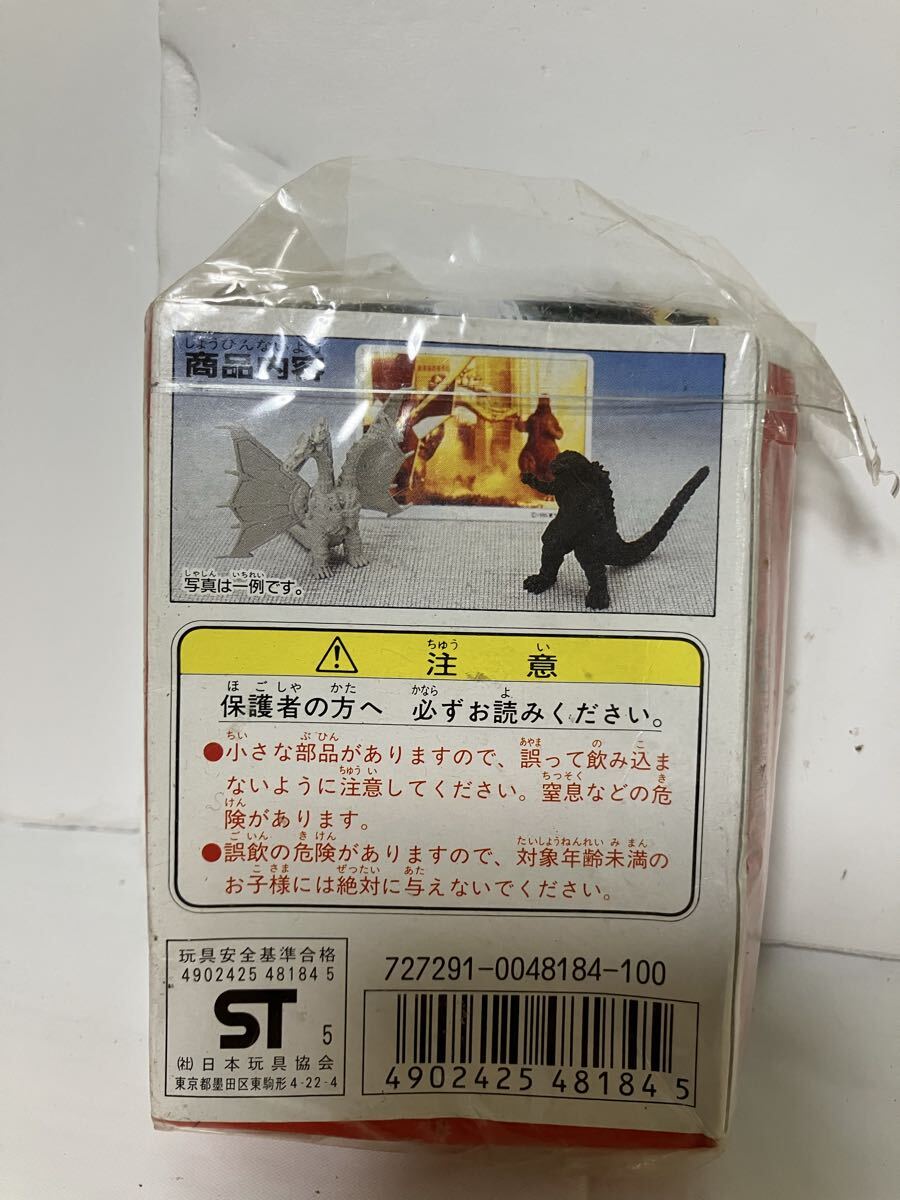 しょうひんないよう
商品内容
しゃしん いちれい
写真は一例です。
ちゅう い
注 意
ほごしゃ かた かなら よ
保護者の方へ 必ずお読みください。
ちい ぶひん あやま の こ
●小さな部品がありますので、誤って飲み込ま
ちゅうい ちっそく き
ないように注意してください。窒息などの危
けん
険があります。
ごいん きけん たいしょうねんれいみまん
●誤飲の危険がありますので、対象年齢未満の
こさま ぜったい あた
お子様には絶対に与えないでください。
玩具安全基準合格
4902425 48184 5
ST 5
㈳日本玩具協会
東京都墨田区東駒形4-22-4
727291-0048184-100
4902425 481845